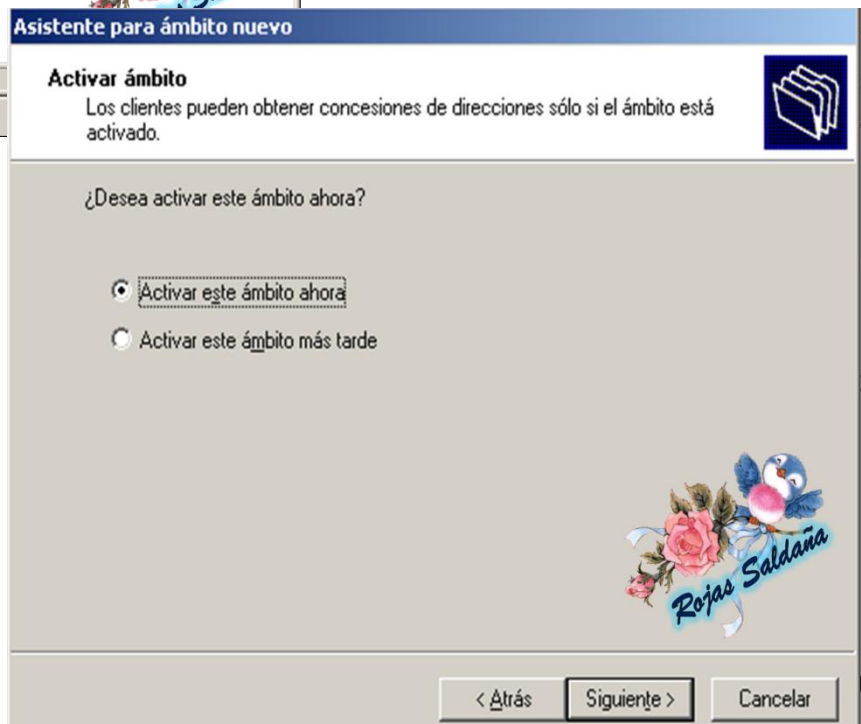 Asistente para ámbito nuevo
Activar ámbito
Los clientes pueden obtener concesiones de direcciones sólo si el ámbito está
activado.
¿Desea activar este ámbito ahora?
Activar este ámbito ahora
Activar este ámbito más tarde
Rojas Saldaña
< Atrás
Siguiente >
Cancelar